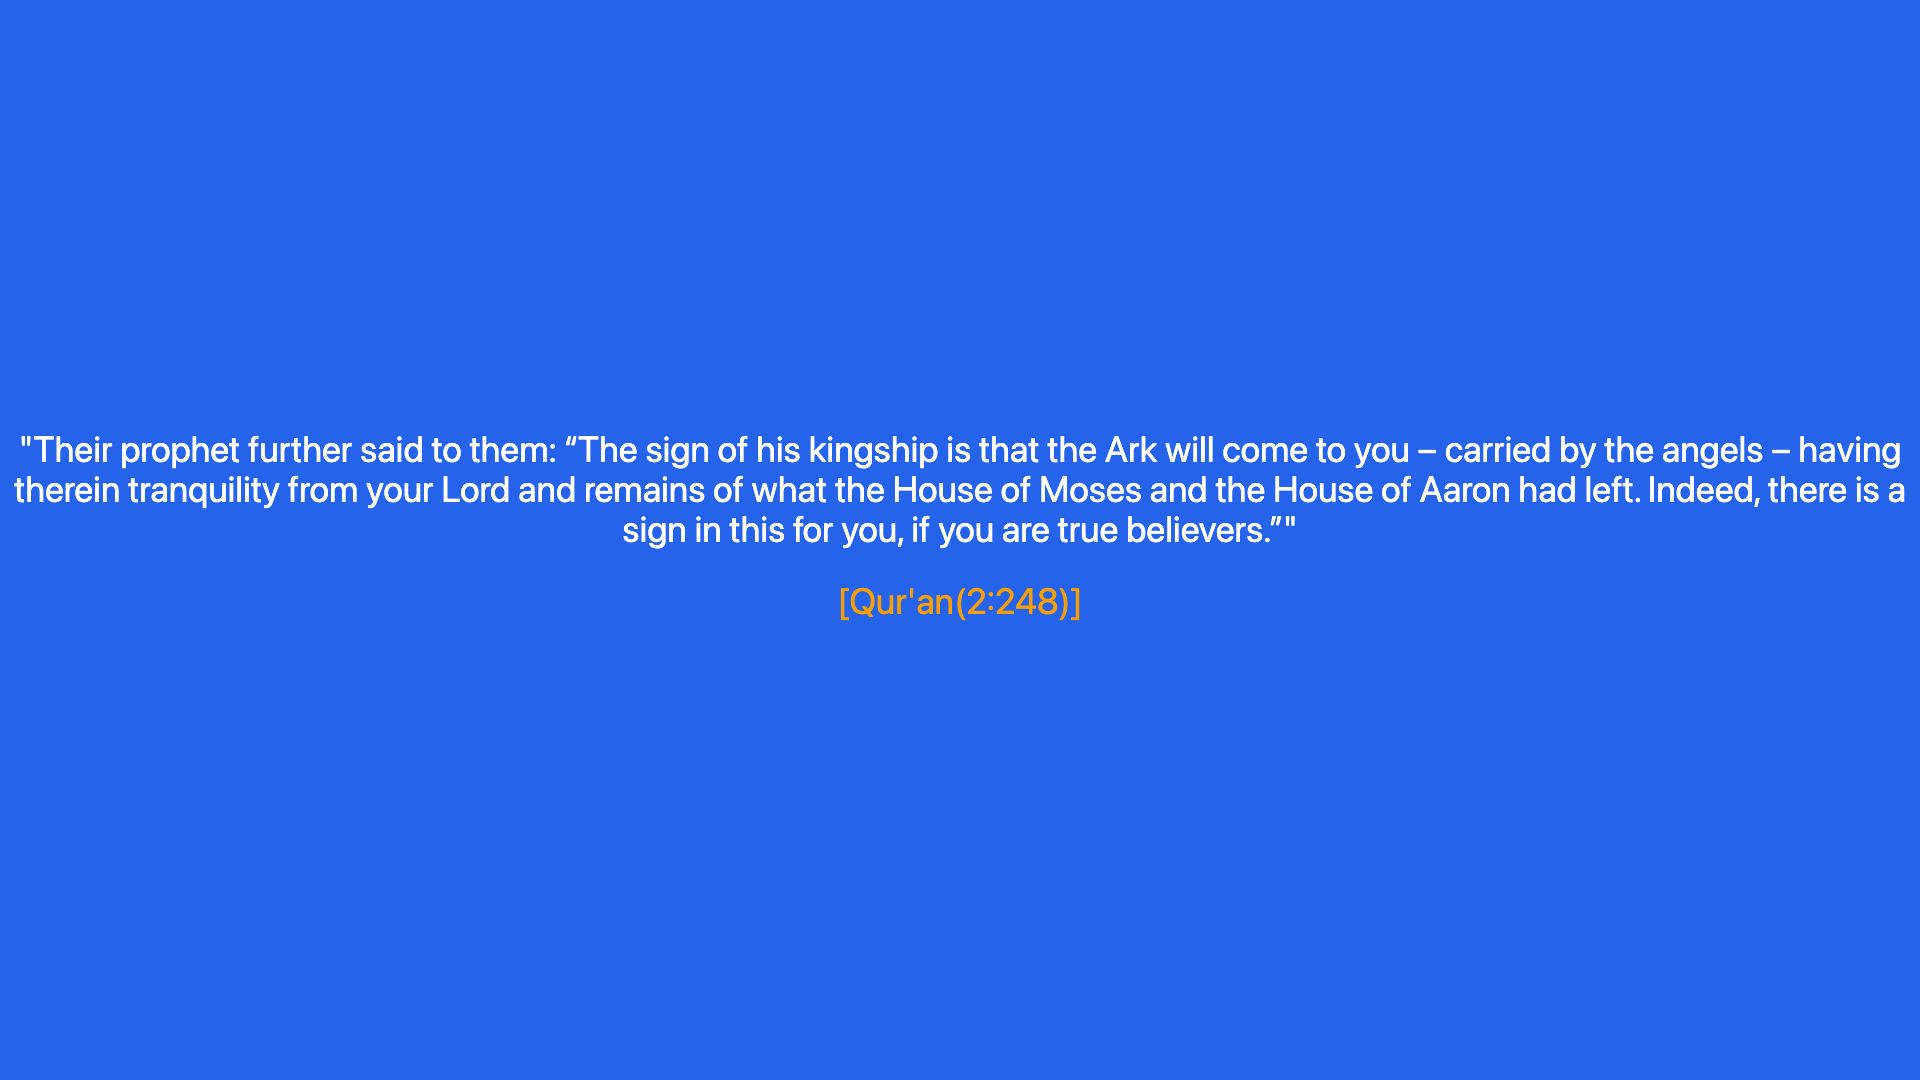 "Their prophet further said to them: “The sign of his kingship is that the Ark will come to you – carried by the angels – having
therein tranquility from your Lord and remains of what the House of Moses and the House of Aaron had left. Indeed, there is a
sign in this for you, if you are true believers.”"
[Qur'an(2:248)]